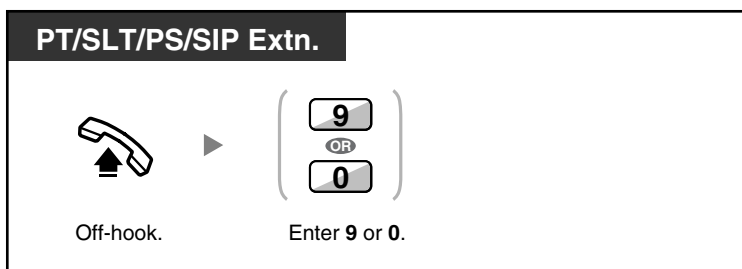 PT/SLT/PS/SIP Extn.
9
OR
0
Off-hook.
Enter 9 or 0.